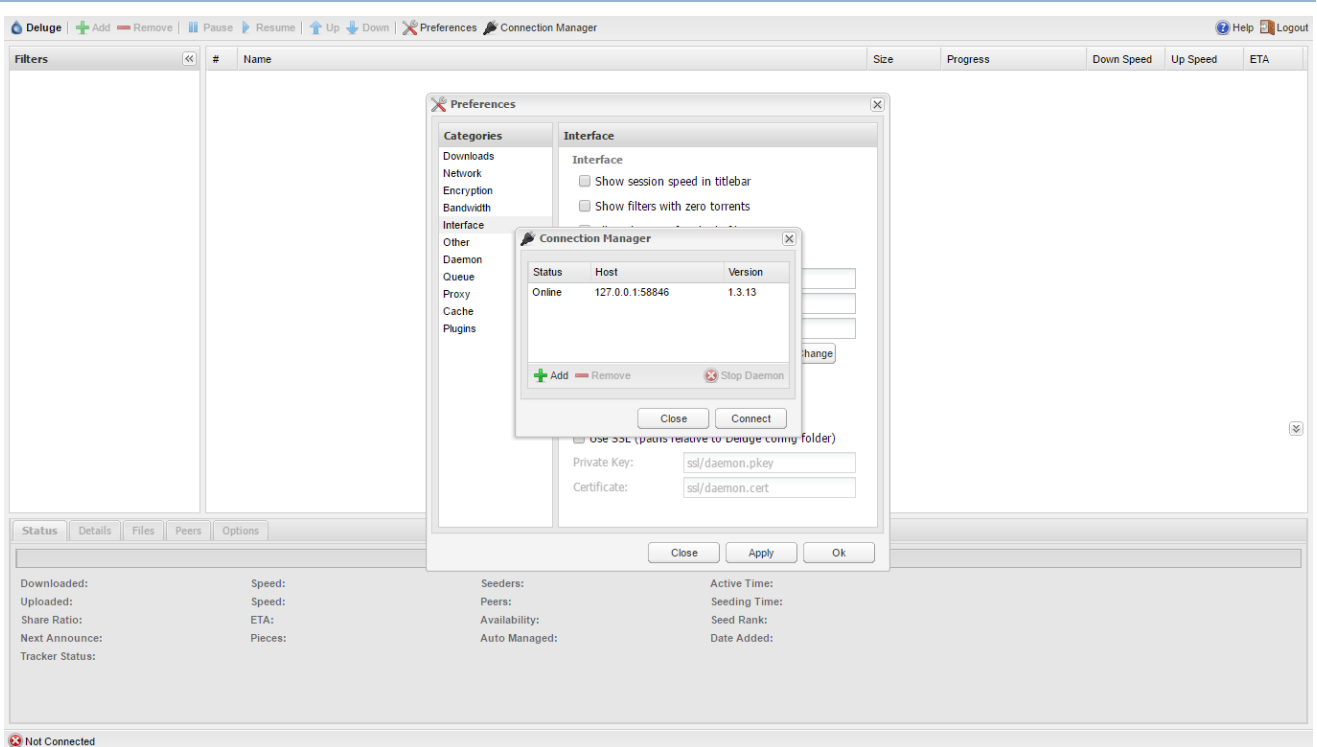 Deluge Add Remove Pause Resume Up Down Preferences Connection Manager Help Logout
Filters # Name Size Progress Down Speed Up Speed ETA
Preferences
Categories Interface
Downloads Interface
Network Show session speed in titlebar
Encryption
Bandwidth Show filters with zero torrents
Interface
Other Connection Manager
Daemon Status Host Version
Queue Online 127.0.0.1:58846 1.3.13
Proxy
Cache
Plugins
Change
Add Remove Stop Daemon
Close Connect
Use SSL (paths relative to Deluge config folder)
Private Key: ssl/daemon.pkey
Certificate: ssl/daemon.cert
Status Details Files Peers Options
Close Apply Ok
Downloaded: Speed: Seeders: Active Time:
Uploaded: Speed: Peers: Seeding Time:
Share Ratio: ETA: Availability: Seed Rank:
Next Announce: Pieces: Auto Managed: Date Added:
Tracker Status:
Not Connected